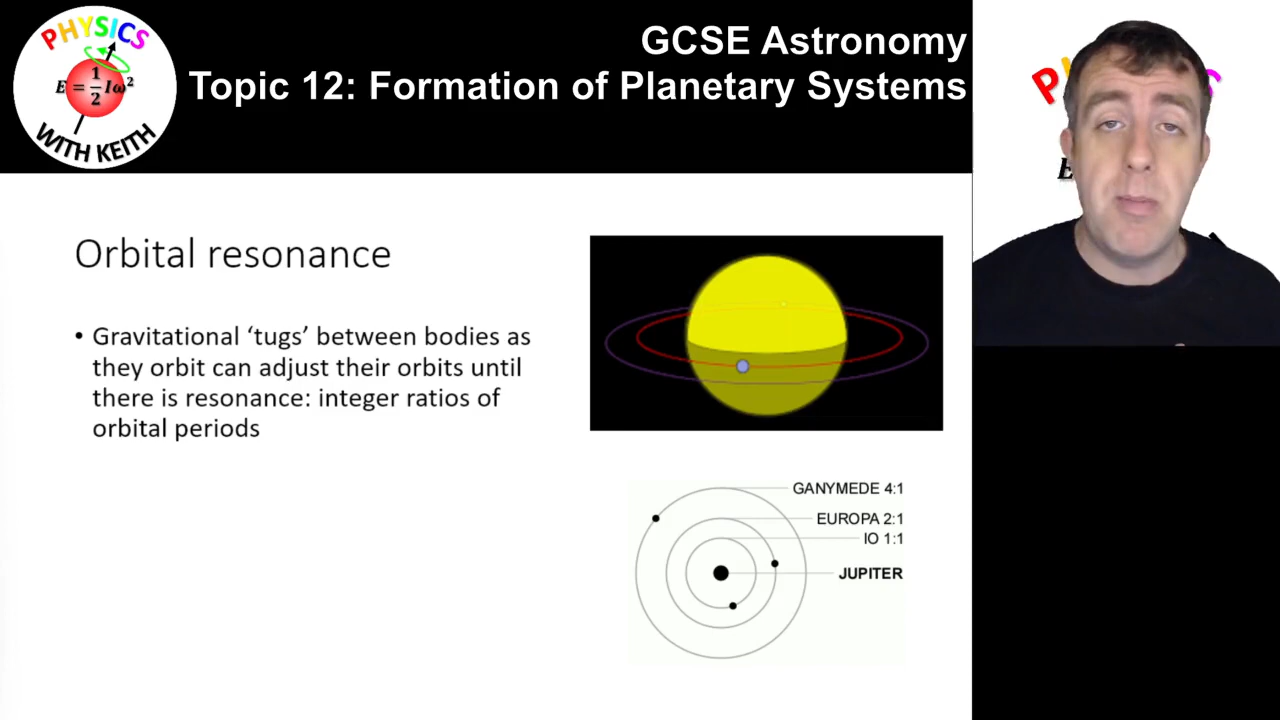 PHYSICS
E = 1/2 Iω²
WITH KEITH
GCSE Astronomy
Topic 12: Formation of Planetary Systems
Orbital resonance
• Gravitational ‘tugs’ between bodies as
they orbit can adjust their orbits until
there is resonance: integer ratios of
orbital periods
GANYMEDE 4:1
EUROPA 2:1
IO 1:1
JUPITER
P
S
E